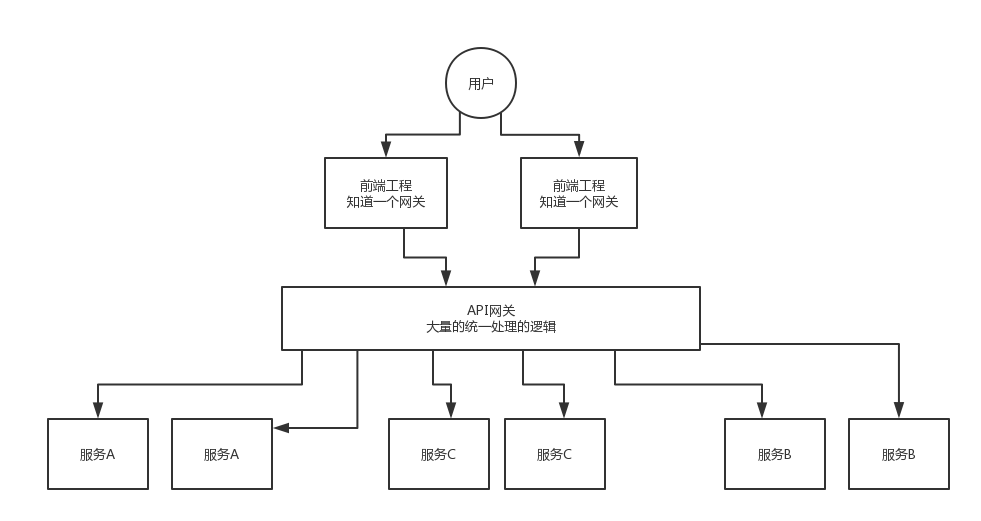 用户
前端工程
知道一个网关
前端工程
知道一个网关
API网关
大量的统一处理的逻辑
服务A
服务A
服务C
服务C
服务B
服务B